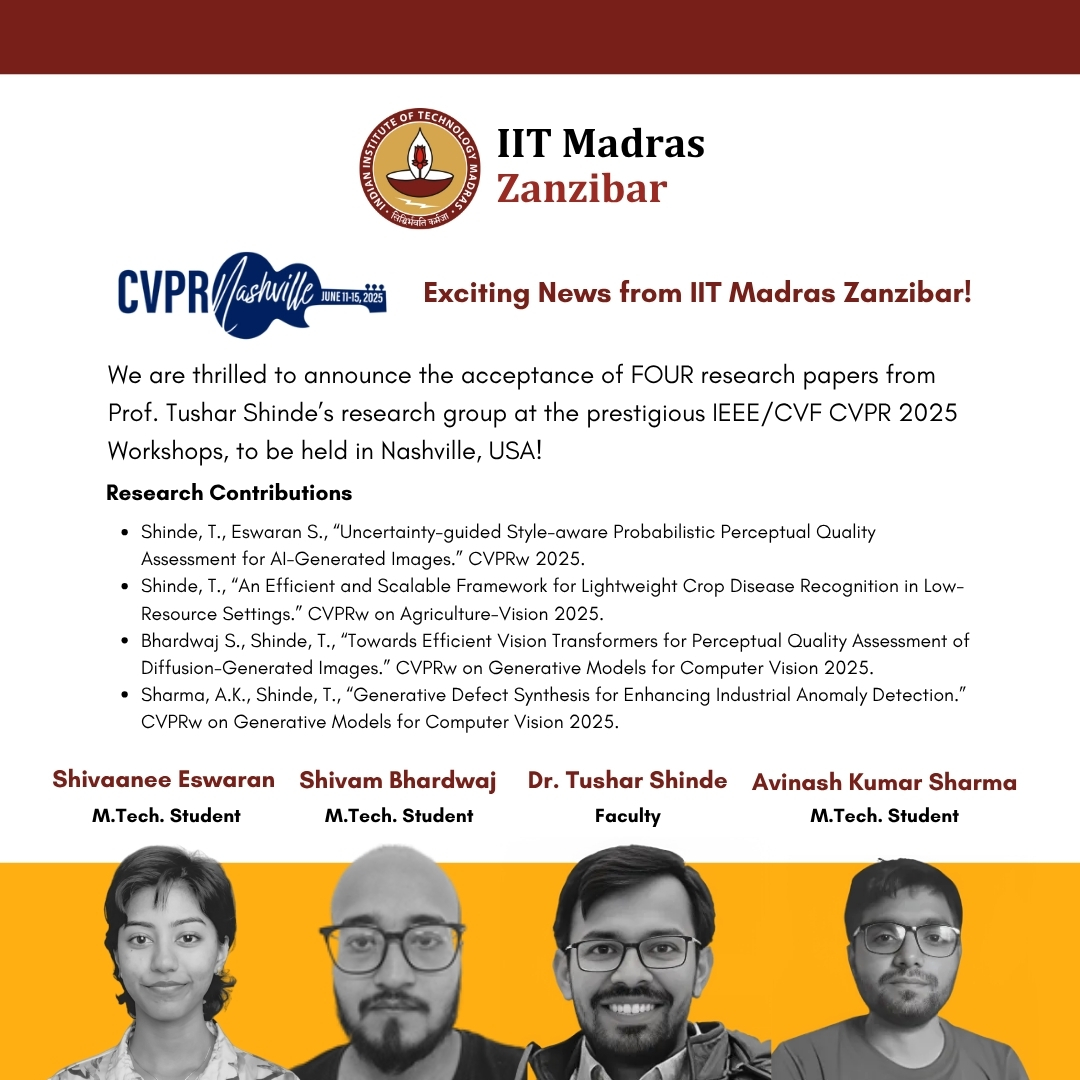 INDIAN INSTITUTE OF TECHNOLOGY MADRAS
सिद्धिर्भवति कर्मजा
IIT Madras
Zanzibar
CVPR Nashville JUNE 11-15, 2025
Exciting News from IIT Madras Zanzibar!
We are thrilled to announce the acceptance of FOUR research papers from
Prof. Tushar Shinde’s research group at the prestigious IEEE/CVF CVPR 2025
Workshops, to be held in Nashville, USA!
Research Contributions
• Shinde, T., Eswaran S., “Uncertainty-guided Style-aware Probabilistic Perceptual Quality
Assessment for AI-Generated Images.” CVPRw 2025.
• Shinde, T., “An Efficient and Scalable Framework for Lightweight Crop Disease Recognition in Low-
Resource Settings.” CVPRw on Agriculture-Vision 2025.
• Bhardwaj S., Shinde, T., “Towards Efficient Vision Transformers for Perceptual Quality Assessment of
Diffusion-Generated Images.” CVPRw on Generative Models for Computer Vision 2025.
• Sharma, A.K., Shinde, T., “Generative Defect Synthesis for Enhancing Industrial Anomaly Detection.”
CVPRw on Generative Models for Computer Vision 2025.
Shivaanee Eswaran
M.Tech. Student
Shivam Bhardwaj
M.Tech. Student
Dr. Tushar Shinde
Faculty
Avinash Kumar Sharma
M.Tech. Student